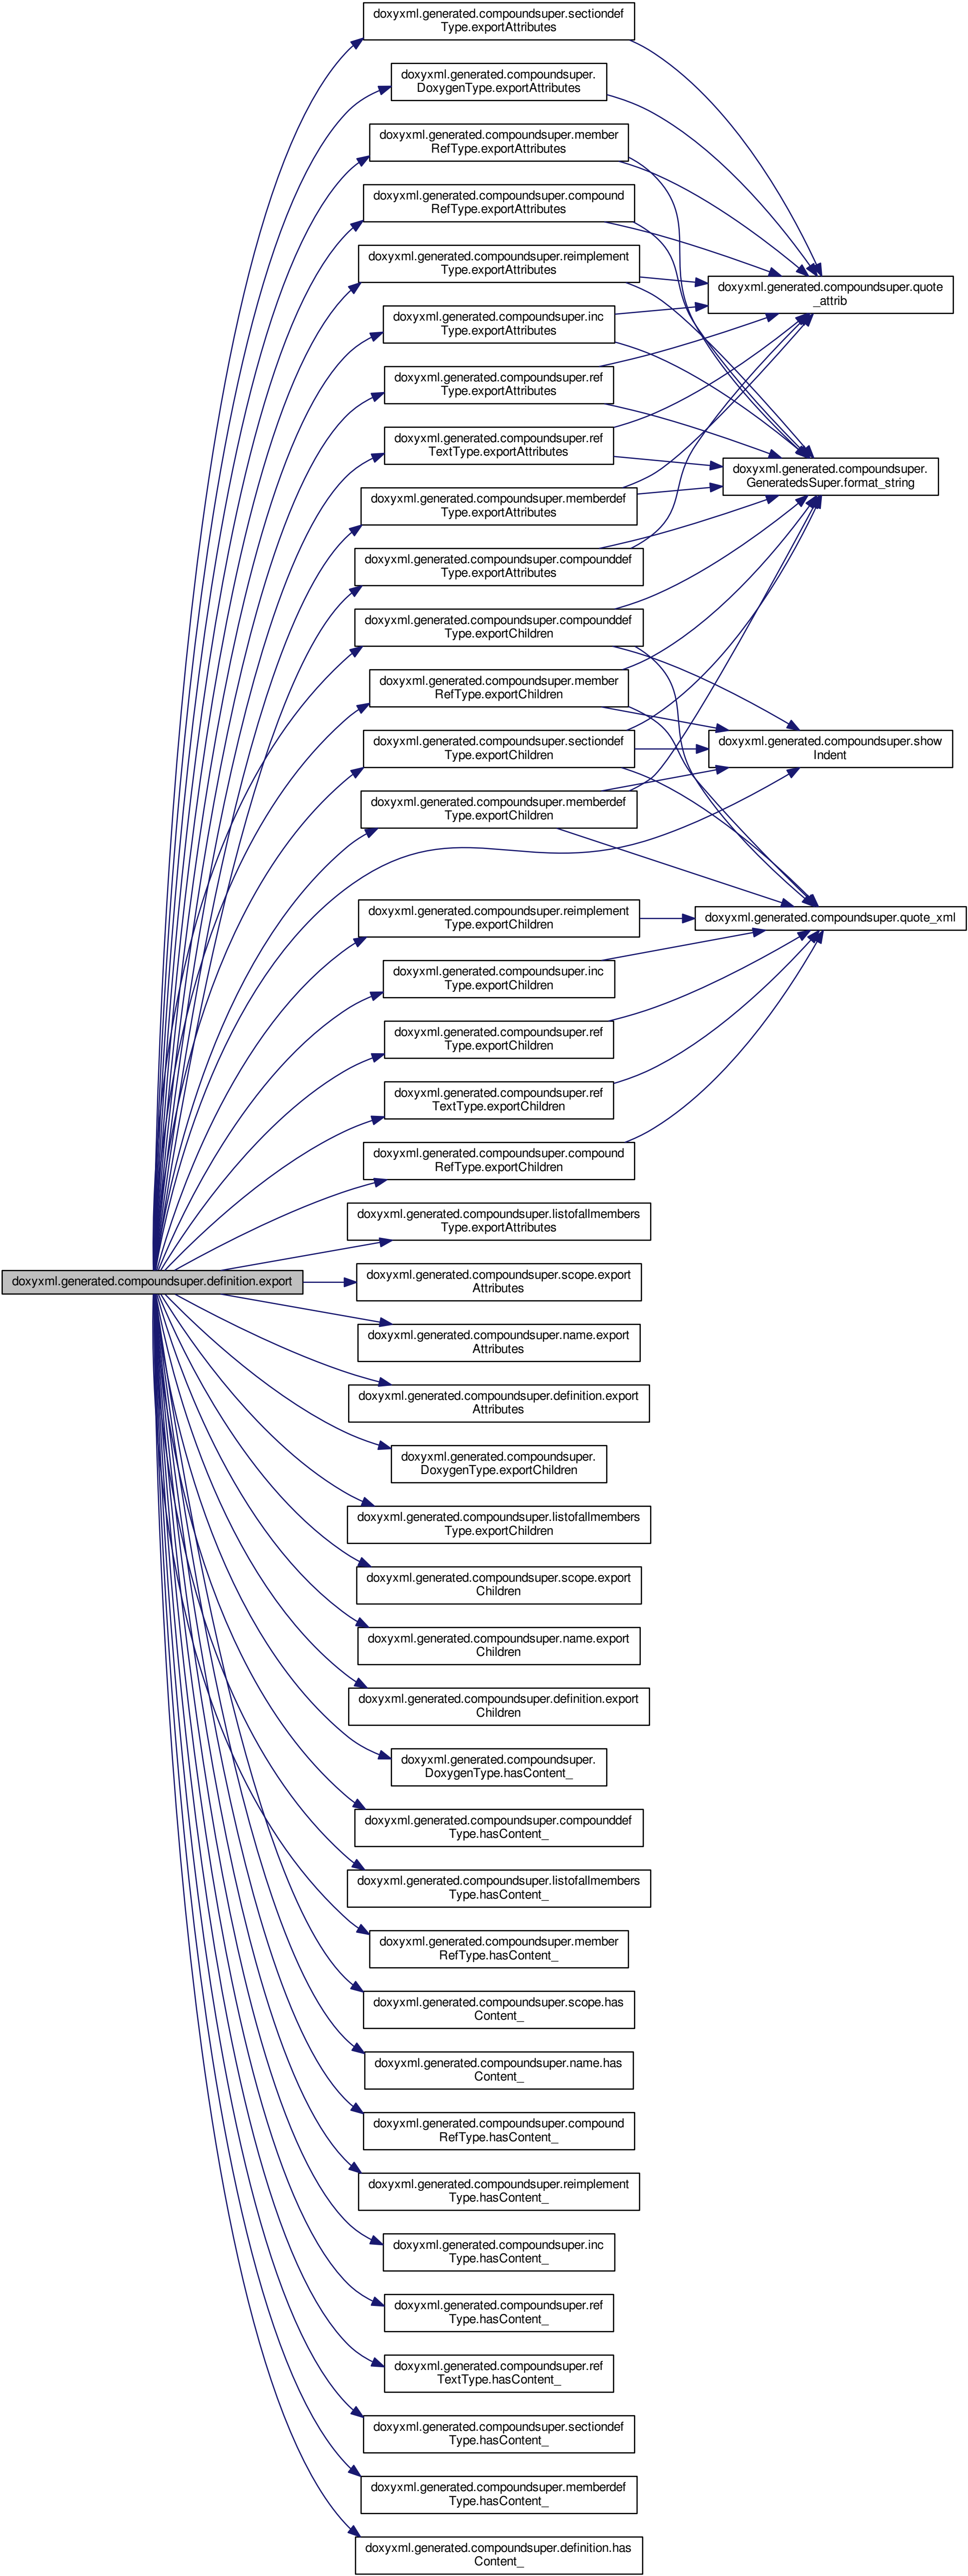 doxyxml.generated.compoundsuper.sectiondef
Type.exportAttributes
doxyxml.generated.compoundsuper.
DoxygenType.exportAttributes
doxyxml.generated.compoundsuper.member
RefType.exportAttributes
doxyxml.generated.compoundsuper.compound
RefType.exportAttributes
doxyxml.generated.compoundsuper.reimplement
Type.exportAttributes
doxyxml.generated.compoundsuper.quote
_attrib
doxyxml.generated.compoundsuper.inc
Type.exportAttributes
doxyxml.generated.compoundsuper.ref
Type.exportAttributes
doxyxml.generated.compoundsuper.ref
TextType.exportAttributes
doxyxml.generated.compoundsuper.
GeneratedsSuper.format_string
doxyxml.generated.compoundsuper.memberdef
Type.exportAttributes
doxyxml.generated.compoundsuper.compounddef
Type.exportAttributes
doxyxml.generated.compoundsuper.compounddef
Type.exportChildren
doxyxml.generated.compoundsuper.member
RefType.exportChildren
doxyxml.generated.compoundsuper.sectiondef
Type.exportChildren
doxyxml.generated.compoundsuper.show
Indent
doxyxml.generated.compoundsuper.memberdef
Type.exportChildren
doxyxml.generated.compoundsuper.reimplement
Type.exportChildren
doxyxml.generated.compoundsuper.quote_xml
doxyxml.generated.compoundsuper.inc
Type.exportChildren
doxyxml.generated.compoundsuper.ref
Type.exportChildren
doxyxml.generated.compoundsuper.ref
TextType.exportChildren
doxyxml.generated.compoundsuper.compound
RefType.exportChildren
doxyxml.generated.compoundsuper.listofallmembers
Type.exportAttributes
doxyxml.generated.compoundsuper.definition.export
doxyxml.generated.compoundsuper.scope.export
Attributes
doxyxml.generated.compoundsuper.name.export
Attributes
doxyxml.generated.compoundsuper.definition.export
Attributes
doxyxml.generated.compoundsuper.
DoxygenType.exportChildren
doxyxml.generated.compoundsuper.listofallmembers
Type.exportChildren
doxyxml.generated.compoundsuper.scope.export
Children
doxyxml.generated.compoundsuper.name.export
Children
doxyxml.generated.compoundsuper.definition.export
Children
doxyxml.generated.compoundsuper.
DoxygenType.hasContent_
doxyxml.generated.compoundsuper.compounddef
Type.hasContent_
doxyxml.generated.compoundsuper.listofallmembers
Type.hasContent_
doxyxml.generated.compoundsuper.member
RefType.hasContent_
doxyxml.generated.compoundsuper.scope.has
Content_
doxyxml.generated.compoundsuper.name.has
Content_
doxyxml.generated.compoundsuper.compound
RefType.hasContent_
doxyxml.generated.compoundsuper.reimplement
Type.hasContent_
doxyxml.generated.compoundsuper.inc
Type.hasContent_
doxyxml.generated.compoundsuper.ref
Type.hasContent_
doxyxml.generated.compoundsuper.ref
TextType.hasContent_
doxyxml.generated.compoundsuper.sectiondef
Type.hasContent_
doxyxml.generated.compoundsuper.memberdef
Type.hasContent_
doxyxml.generated.compoundsuper.definition.has
Content_